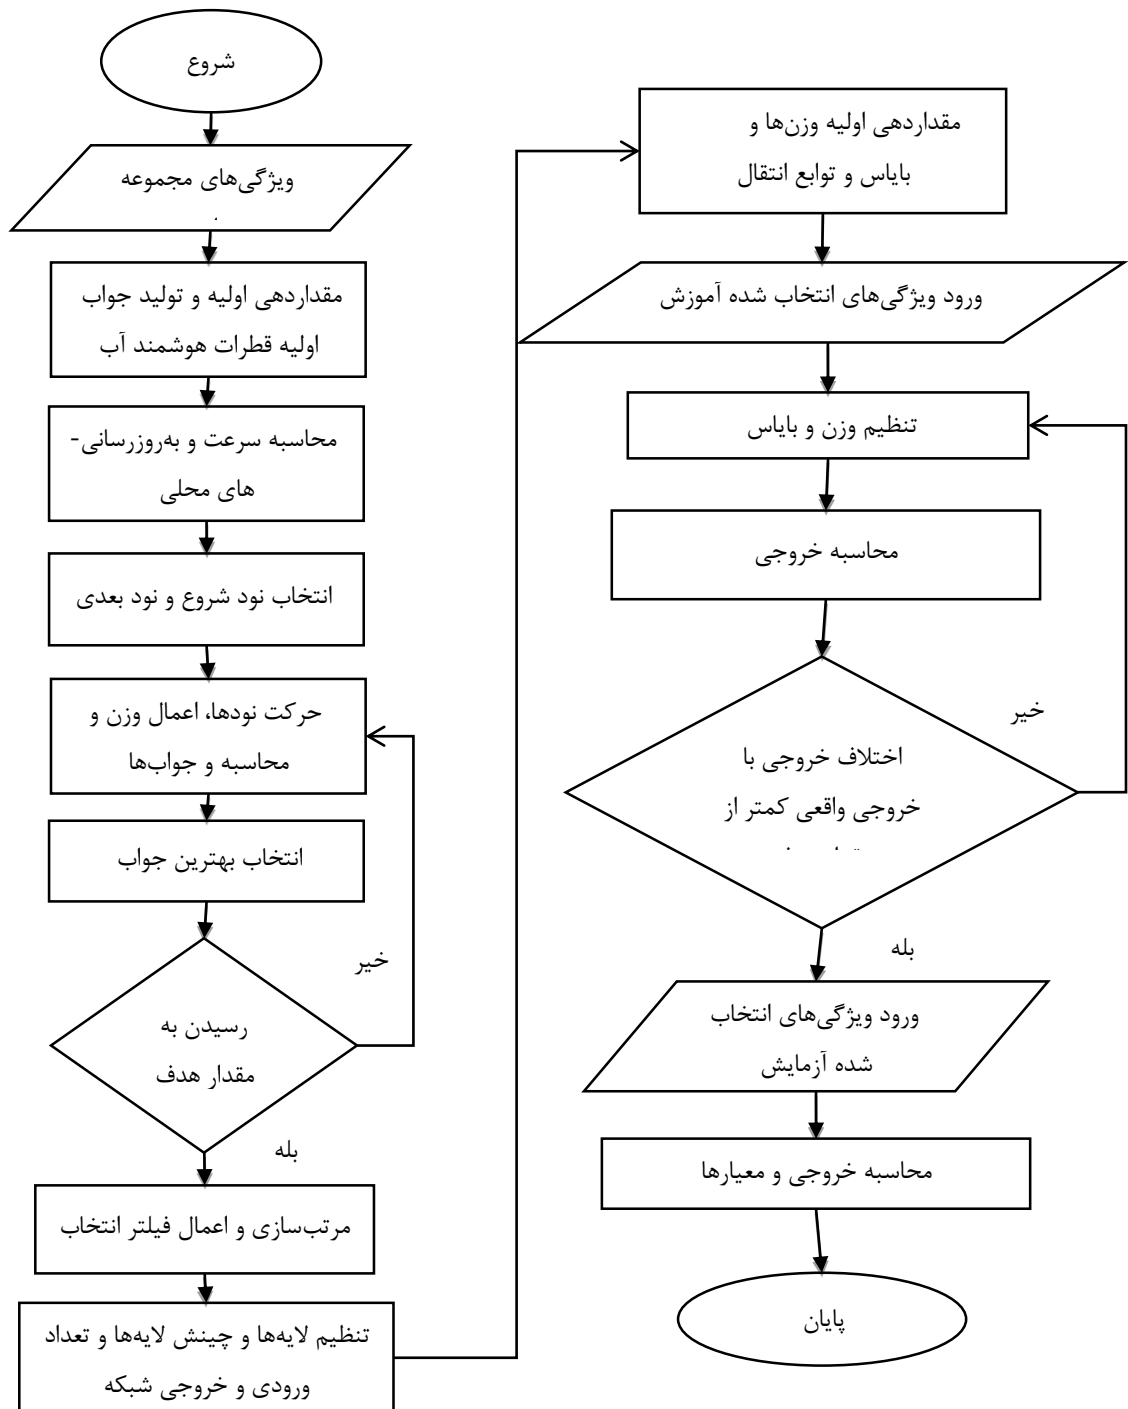 شروع
ویژگی‌های مجموعه
مقداردهی اولیه و تولید جواب
اولیه قطرات هوشمند آب
محاسبه سرعت و به‌روزرسانی-
های محلی
انتخاب نود شروع و نود بعدی
حرکت نودها، اعمال وزن و
محاسبه و جواب‌ها
انتخاب بهترین جواب
خیر
رسیدن به
مقدار هدف
بله
مرتب‌سازی و اعمال فیلتر انتخاب
تنظیم لایه‌ها و چینش لایه‌ها و تعداد
ورودی و خروجی شبکه
مقداردهی اولیه وزن‌ها و
بایاس و توابع انتقال
ورود ویژگی‌های انتخاب شده آموزش
تنظیم وزن و بایاس
محاسبه خروجی
خیر
اختلاف خروجی با
خروجی واقعی کمتر از
بله
ورود ویژگی‌های انتخاب
شده آزمایش
محاسبه خروجی و معیارها
پایان